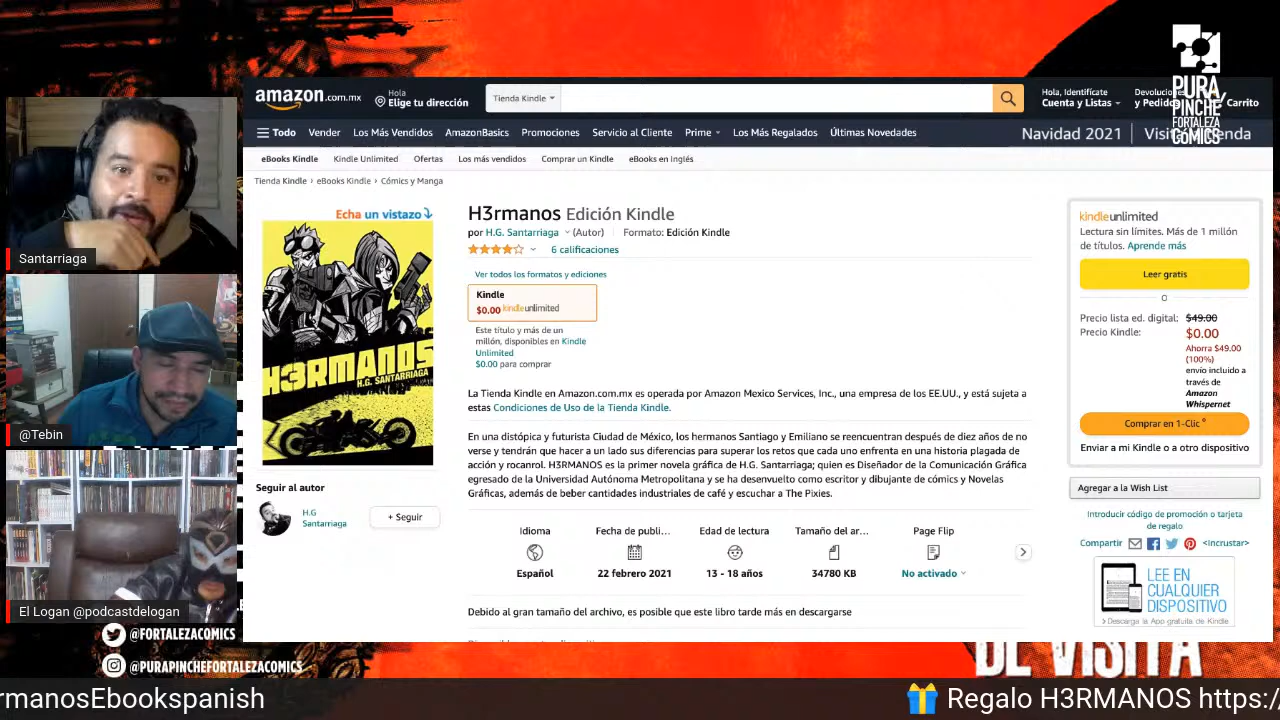 PURA
PINCHE
FORTALEZA
CÓMICS
amazon.com.mx
Hola
Elige tu dirección
Tienda Kindle
Hola, Identifícate
Cuenta y Listas
Devoluciones
y Pedidos
Carrito
Todo
Vender
Los Más Vendidos
AmazonBasics
Promociones
Servicio al Cliente
Prime
Los Más Regalados
Últimas Novedades
Navidad 2021
eBooks Kindle
Kindle Unlimited
Ofertas
Los más vendidos
Comprar un Kindle
eBooks en Inglés
Tienda Kindle › eBooks Kindle › Cómics y Manga
Echa un vistazo
H3RMANOS
H.G. SANTARRIAGA
Seguir al autor
H.G
Santarriaga
+ Seguir
H3rmanos Edición Kindle
por H.G. Santarriaga (Autor) Formato: Edición Kindle
6 calificaciones
Ver todos los formatos y ediciones
Kindle
$0.00 kindleunlimited
Este título y más de un
millón, disponibles en Kindle
Unlimited
$0.00 para comprar
La Tienda Kindle en Amazon.com.mx es operada por Amazon Mexico Services, Inc., una empresa de los EE.UU., y está sujeta a
estas Condiciones de Uso de la Tienda Kindle.
En una distópica y futurista Ciudad de México, los hermanos Santiago y Emiliano se reencuentran después de diez años de no
verse y tendrán que hacer a un lado sus diferencias para superar los retos que cada uno enfrenta en una historia plagada de
acción y rocanrol. H3RMANOS es la primer novela gráfica de H.G. Santarriaga; quien es Diseñador de la Comunicación Gráfica
egresado de la Universidad Autónoma Metropolitana y se ha desenvuelto como escritor y dibujante de cómics y Novelas
Gráficas, además de beber cantidades industriales de café y escuchar a The Pixies.
Idioma
Español
Fecha de publi...
22 febrero 2021
Edad de lectura
13 - 18 años
Tamaño del ar...
34780 KB
Page Flip
No activado
Debido al gran tamaño del archivo, es posible que este libro tarde más en descargarse
kindleunlimited
Lectura sin límites. Más de 1 millón
de títulos. Aprende más
Leer gratis
O
Precio lista ed. digital: $49.00
Precio Kindle: $0.00
Ahorra $49.00
(100%)
envío incluido a
través de
Amazon
Whispernet
Comprar en 1-Clic ®
Enviar a mi Kindle o a otro dispositivo
Agregar a la Wish List
Introducir código de promoción o tarjeta
de regalo
Compartir
<Incrustar>
LEE EN
CUALQUIER
DISPOSITIVO
› Descarga la App gratuita de Kindle
Santarriaga
@Tebin
El Logan @podcastdelogan
@FORTALEZACOMICS
@PURAPINCHEFORTALEZACOMICS
DE VISITA
rmanosEbookspanish
Regalo H3RMANOS https:/